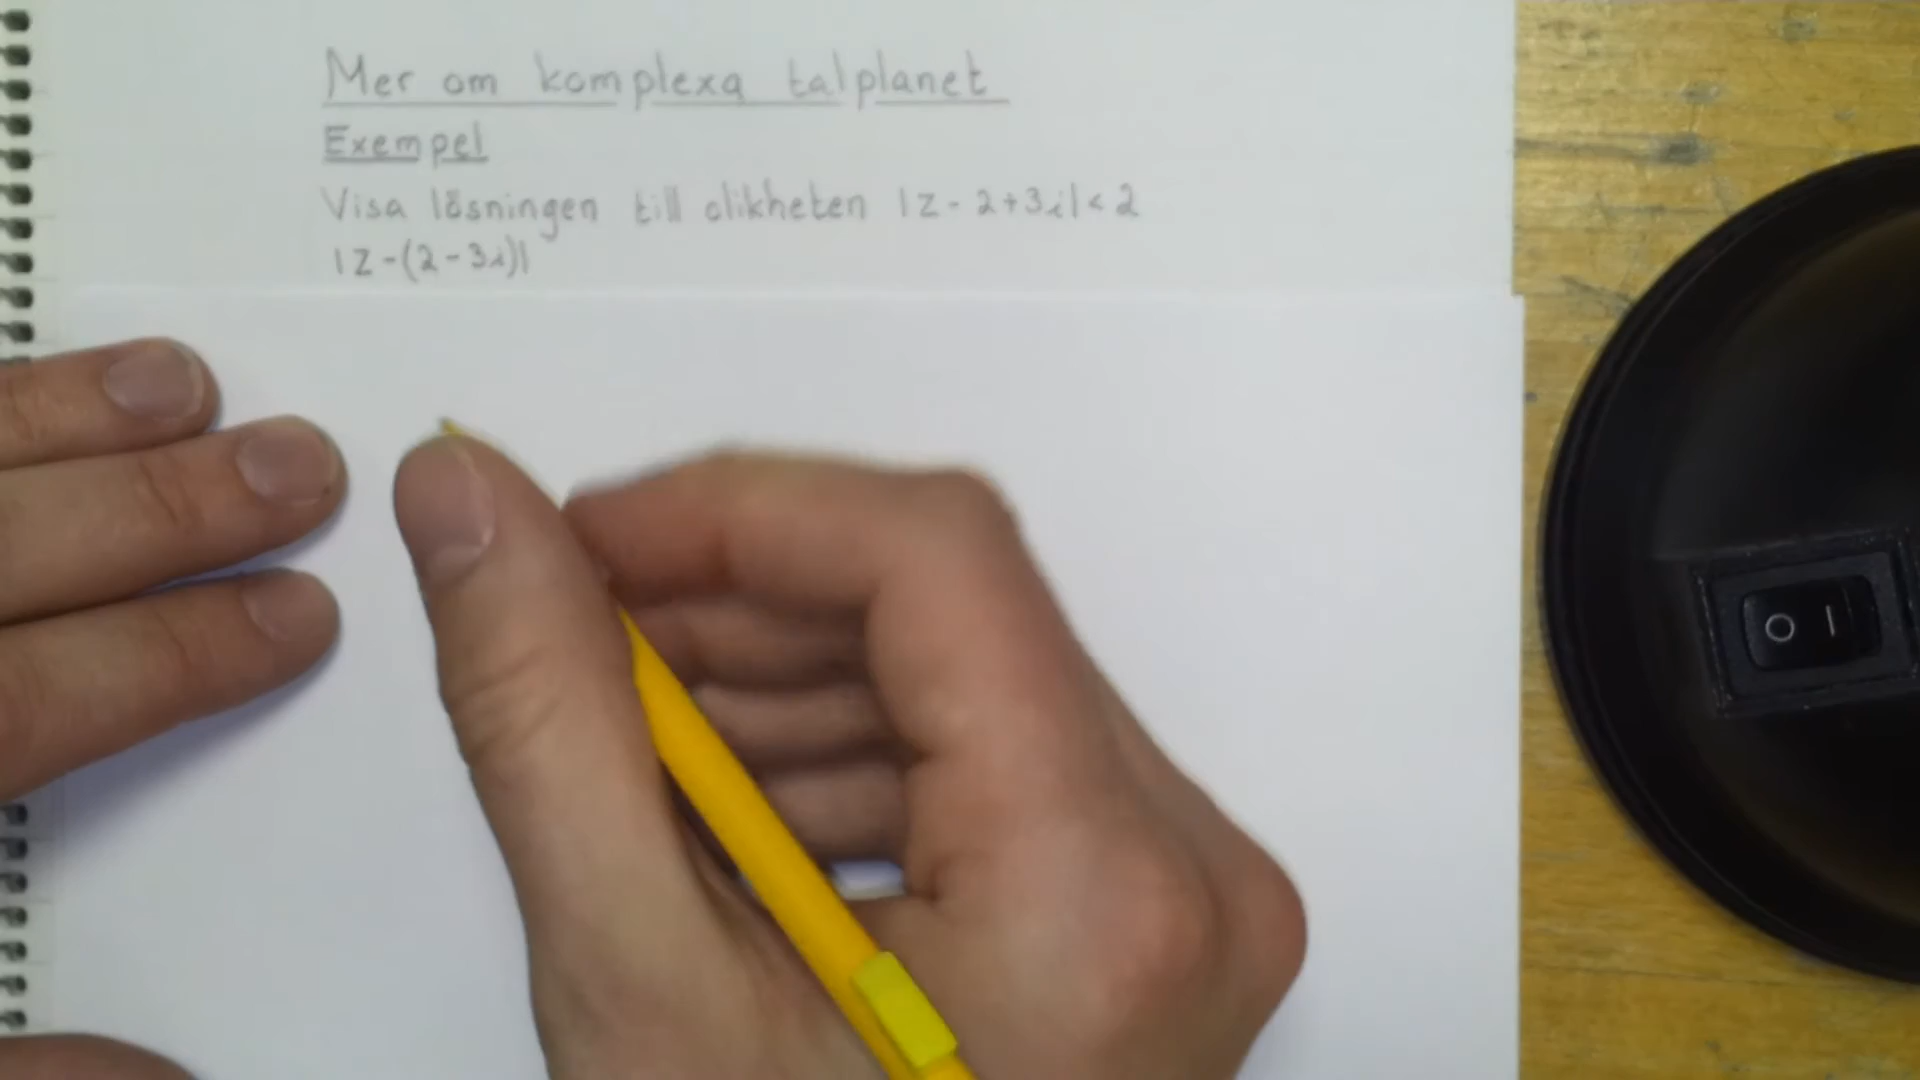 Mer om komplexa talplanet
Exempel
Visa lösningen till olikheten |z - 2+3i|< 2
|z-(2-3i)|